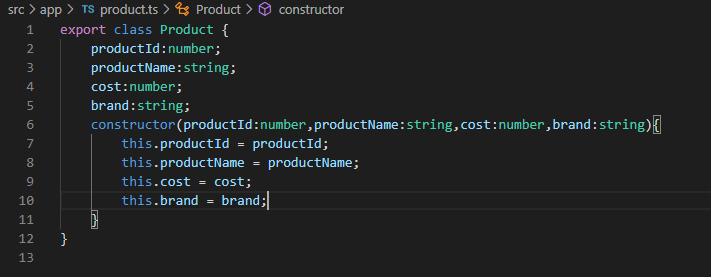 src > app > TS product.ts > Product > constructor
1 export class Product {
2 productId:number;
3 productName:string;
4 cost:number;
5 brand:string;
6 constructor(productId:number,productName:string,cost:number,brand:string){
7 this.productId = productId;
8 this.productName = productName;
9 this.cost = cost;
10 this.brand = brand;
11 }
12 }
13